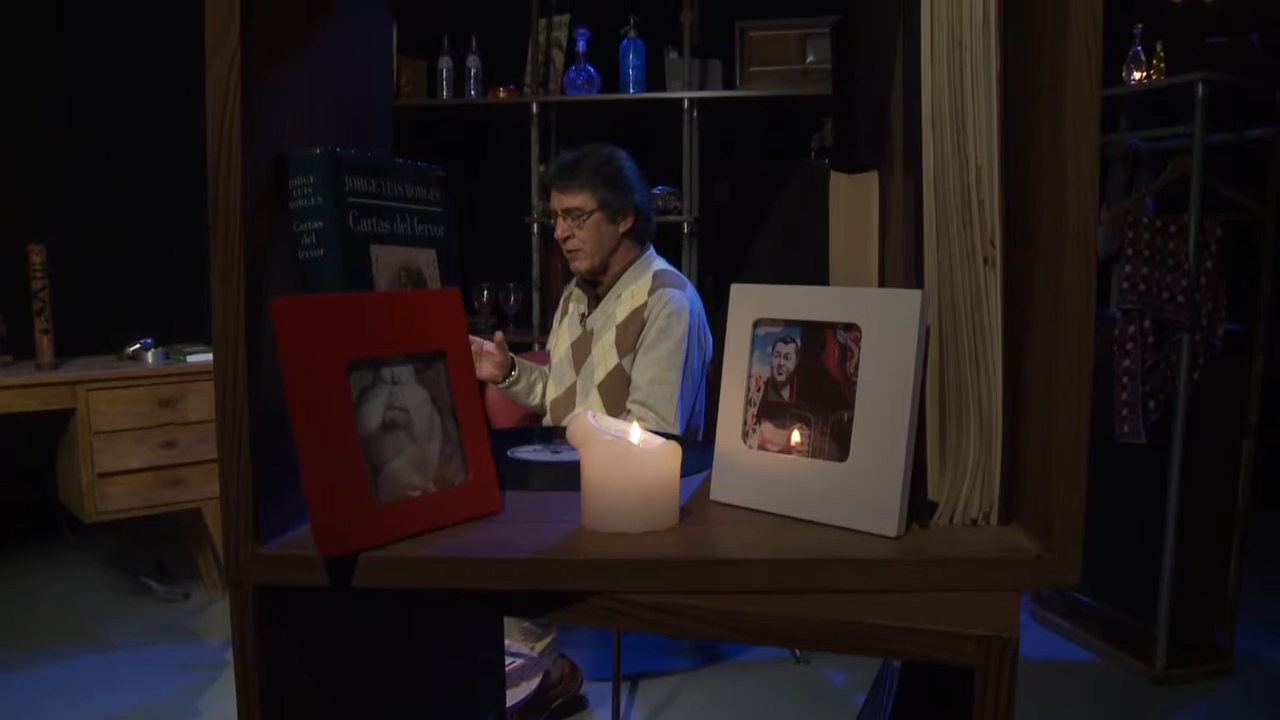 JORGE
LUIS
BORGES
Cartas
del
fervor
JORGE LUIS BORGES
Cartas del fervor